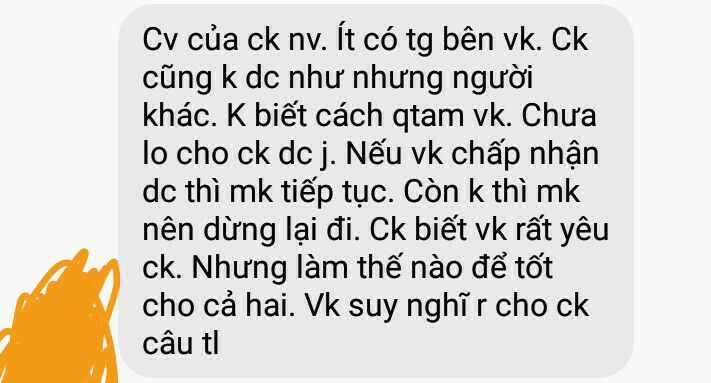 Cv của ck nv. Ít có tg bên vk. Ck
cũng k dc như nhưng người
khác. K biết cách qtam vk. Chưa
lo cho ck dc j. Nếu vk chấp nhận
dc thì mk tiếp tục. Còn k thì mk
nên dừng lại đi. Ck biết vk rất yêu
ck. Nhưng làm thế nào để tốt
cho cả hai. Vk suy nghĩ r cho ck
câu tl